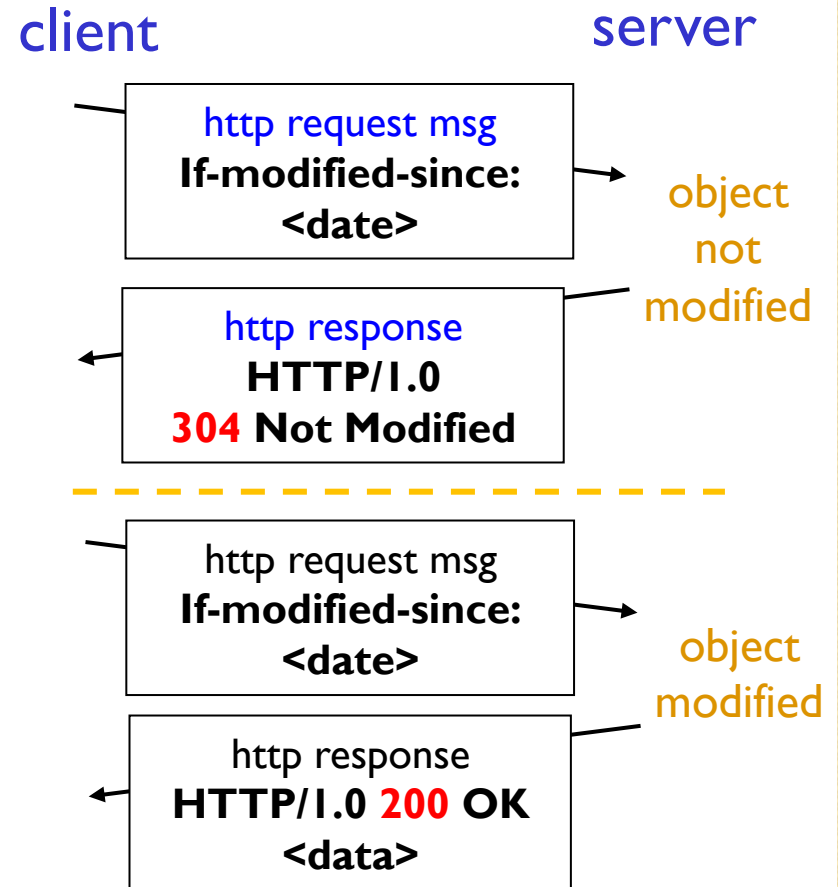 client
server
http request msg
If-modified-since:
<date>
object
not
modified
http response
HTTP/1.0
304 Not Modified
http request msg
If-modified-since:
<date>
object
modified
http response
HTTP/1.0 200 OK
<data>